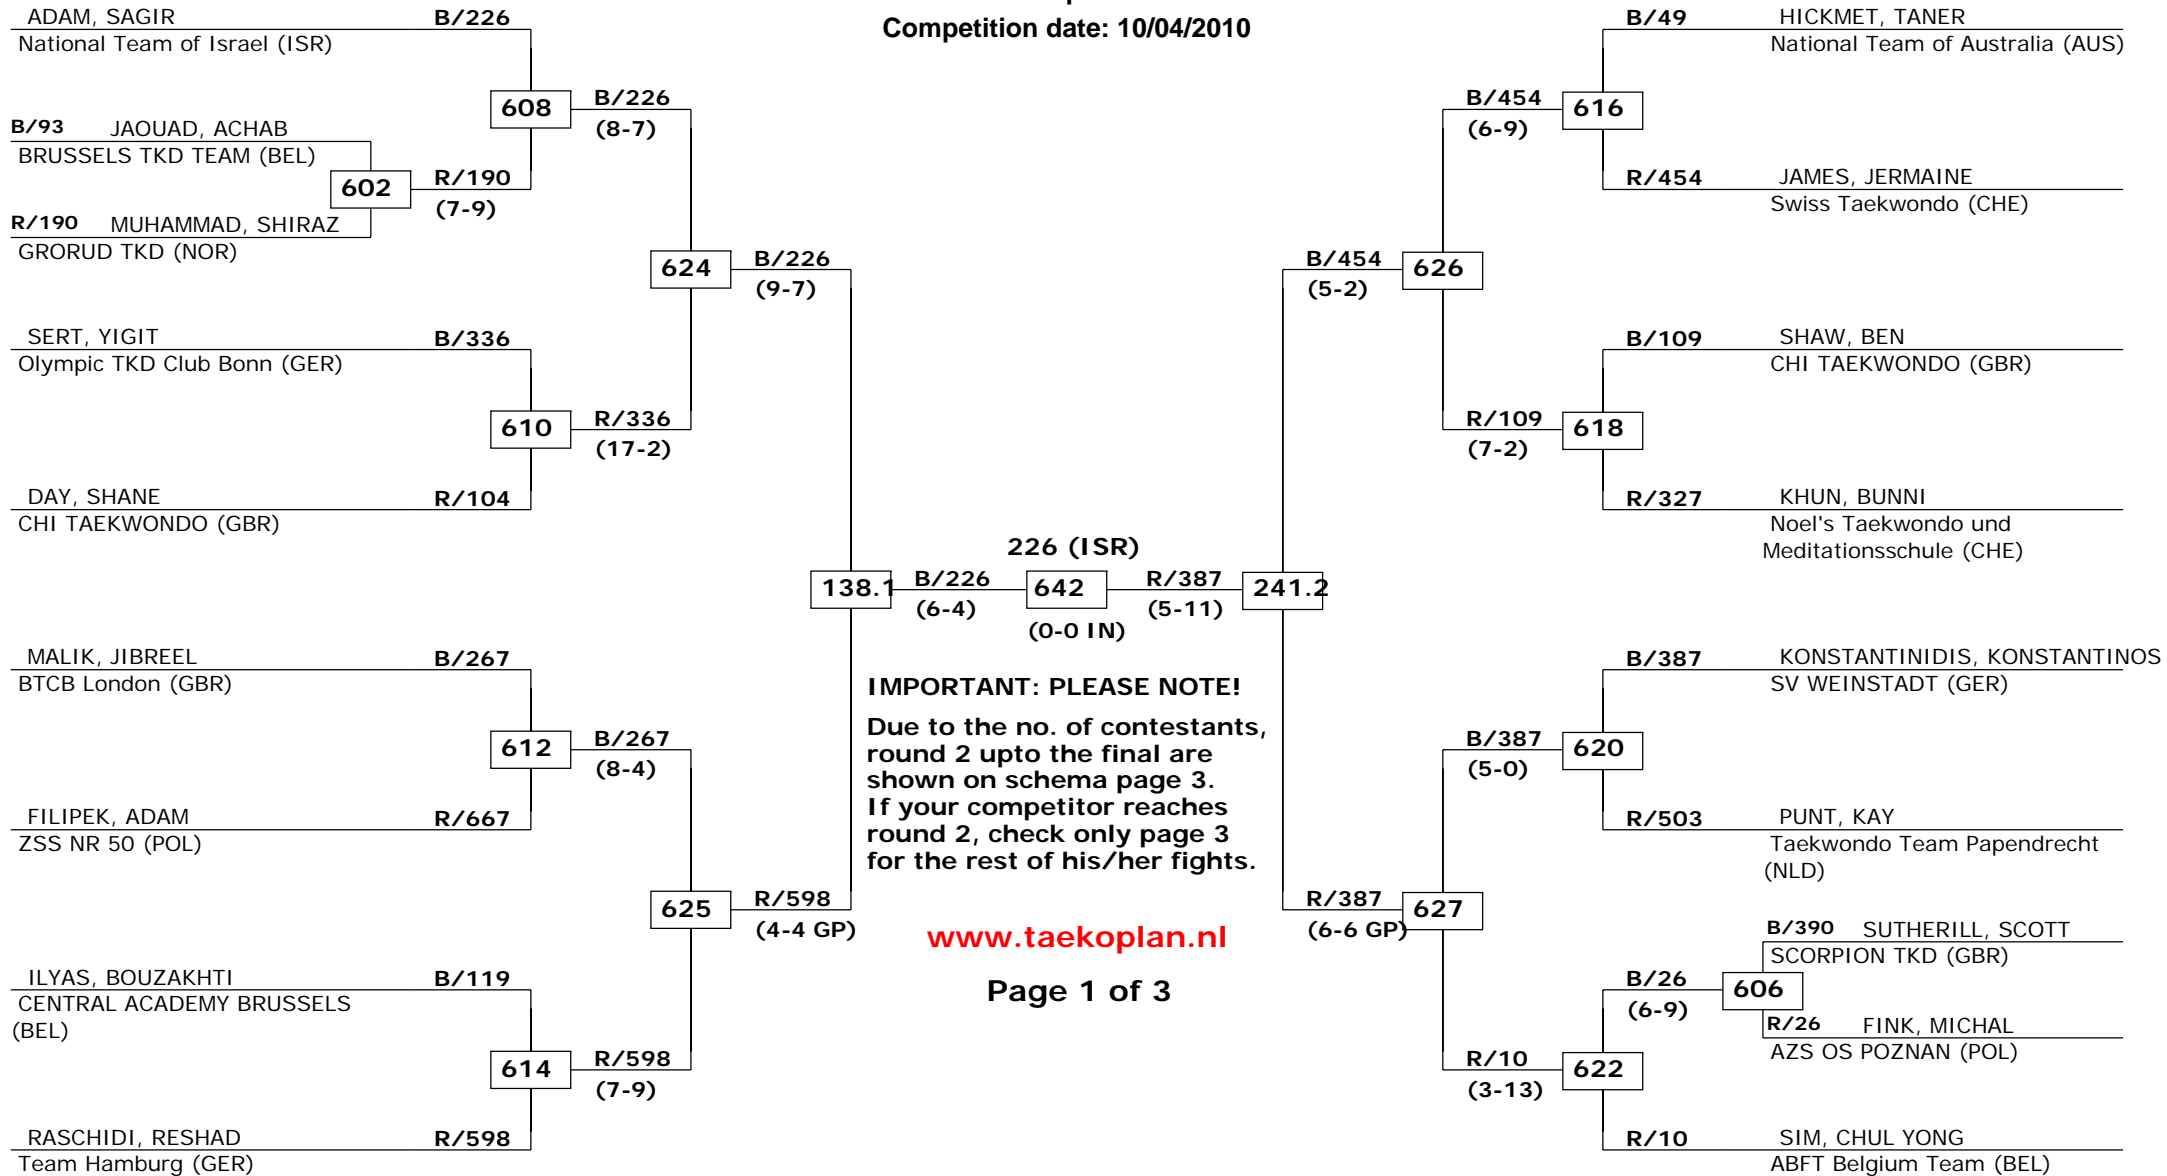 Competition date: 10/04/2010
ADAM, SAGIR B/226
National Team of Israel (ISR)
608
B/226
(8-7)
B/93 JAOUAD, ACHAB
BRUSSELS TKD TEAM (BEL)
602
R/190
(7-9)
R/190 MUHAMMAD, SHIRAZ
GRORUD TKD (NOR)
624
B/226
(9-7)
SERT, YIGIT B/336
Olympic TKD Club Bonn (GER)
610
R/336
(17-2)
DAY, SHANE R/104
CHI TAEKWONDO (GBR)
138.1
B/226
(6-4)
MALIK, JIBREEL B/267
BTCB London (GBR)
612
B/267
(8-4)
FILIPEK, ADAM R/667
ZSS NR 50 (POL)
625
R/598
(4-4 GP)
ILYAS, BOUZAKHTI B/119
CENTRAL ACADEMY BRUSSELS
(BEL)
614
R/598
(7-9)
RASCHIDI, RESHAD R/598
Team Hamburg (GER)
226 (ISR)
642
(0-0 IN)
IMPORTANT: PLEASE NOTE!
Due to the no. of contestants,
round 2 upto the final are
shown on schema page 3.
If your competitor reaches
round 2, check only page 3
for the rest of his/her fights.
www.taekoplan.nl
Page 1 of 3
B/49 HICKMET, TANER
National Team of Australia (AUS)
B/454
(6-9)
616
R/454 JAMES, JERMAINE
Swiss Taekwondo (CHE)
B/454
(5-2)
626
B/109 SHAW, BEN
CHI TAEKWONDO (GBR)
R/109
(7-2)
618
R/327 KHUN, BUNNI
Noel's Taekwondo und
Meditationsschule (CHE)
R/387
(5-11)
241.2
B/387 KONSTANTINIDIS, KONSTANTINOS
SV WEINSTADT (GER)
B/387
(5-0)
620
R/503 PUNT, KAY
Taekwondo Team Papendrecht
(NLD)
R/387
(6-6 GP)
627
B/390 SUTHERILL, SCOTT
SCORPION TKD (GBR)
B/26
(6-9)
606
R/26 FINK, MICHAL
AZS OS POZNAN (POL)
R/10
(3-13)
622
R/10 SIM, CHUL YONG
ABFT Belgium Team (BEL)